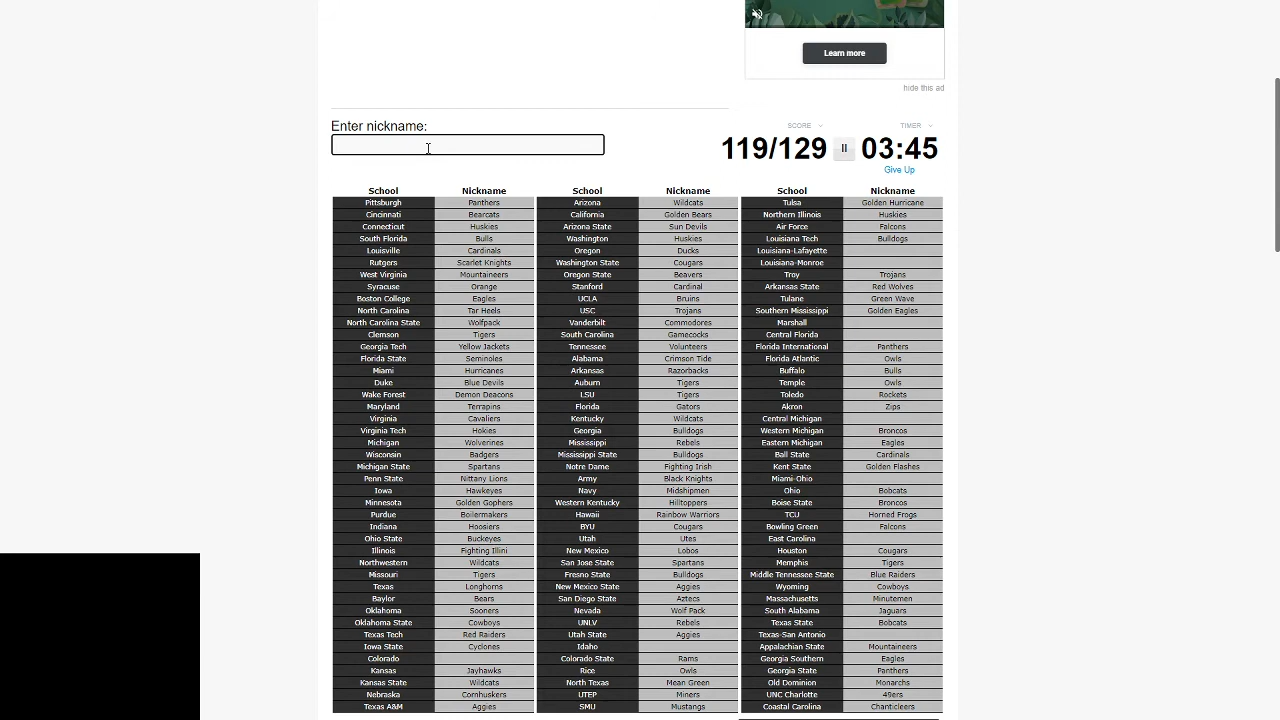 Learn more
hide this ad
Enter nickname:
SCORE
TIMER
119/129
03:45
Give Up
School Nickname School Nickname School Nickname
Pittsburgh Panthers Arizona Wildcats Tulsa Golden Hurricane
Cincinnati Bearcats California Golden Bears Northern Illinois Huskies
Connecticut Huskies Arizona State Sun Devils Air Force Falcons
South Florida Bulls Washington Huskies Louisiana Tech Bulldogs
Louisville Cardinals Oregon Ducks Louisiana-Lafayette
Rutgers Scarlet Knights Washington State Cougars Louisiana-Monroe
West Virginia Mountaineers Oregon State Beavers Troy Trojans
Syracuse Orange Stanford Cardinal Arkansas State Red Wolves
Boston College Eagles UCLA Bruins Tulane Green Wave
North Carolina Tar Heels USC Trojans Southern Mississippi Golden Eagles
North Carolina State Wolfpack Vanderbilt Commodores Marshall
Clemson Tigers South Carolina Gamecocks Central Florida
Georgia Tech Yellow Jackets Tennessee Volunteers Florida International Panthers
Florida State Seminoles Alabama Crimson Tide Florida Atlantic Owls
Miami Hurricanes Arkansas Razorbacks Buffalo Bulls
Duke Blue Devils Auburn Tigers Temple Owls
Wake Forest Demon Deacons LSU Tigers Toledo Rockets
Maryland Terrapins Florida Gators Akron Zips
Virginia Cavaliers Kentucky Wildcats Central Michigan
Virginia Tech Hokies Georgia Bulldogs Western Michigan Broncos
Michigan Wolverines Mississippi Rebels Eastern Michigan Eagles
Wisconsin Badgers Mississippi State Bulldogs Ball State Cardinals
Michigan State Spartans Notre Dame Fighting Irish Kent State Golden Flashes
Penn State Nittany Lions Army Black Knights Miami-Ohio
Iowa Hawkeyes Navy Midshipmen Ohio Bobcats
Minnesota Golden Gophers Western Kentucky Hilltoppers Boise State Broncos
Purdue Boilermakers Hawaii Rainbow Warriors TCU Horned Frogs
Indiana Hoosiers BYU Cougars Bowling Green Falcons
Ohio State Buckeyes Utah Utes East Carolina
Illinois Fighting Illini New Mexico Lobos Houston Cougars
Northwestern Wildcats San Jose State Spartans Memphis Tigers
Missouri Tigers Fresno State Bulldogs Middle Tennessee State Blue Raiders
Texas Longhorns New Mexico State Aggies Wyoming Cowboys
Baylor Bears San Diego State Aztecs Massachusetts Minutemen
Oklahoma Sooners Nevada Wolf Pack South Alabama Jaguars
Oklahoma State Cowboys UNLV Rebels Texas State Bobcats
Texas Tech Red Raiders Utah State Aggies Texas-San Antonio
Iowa State Cyclones Idaho Appalachian State Mountaineers
Colorado Colorado State Rams Georgia Southern Eagles
Kansas Jayhawks Rice Owls Georgia State Panthers
Kansas State Wildcats North Texas Mean Green Old Dominion Monarchs
Nebraska Cornhuskers UTEP Miners UNC Charlotte 49ers
Texas A&M Aggies SMU Mustangs Coastal Carolina Chanticleers